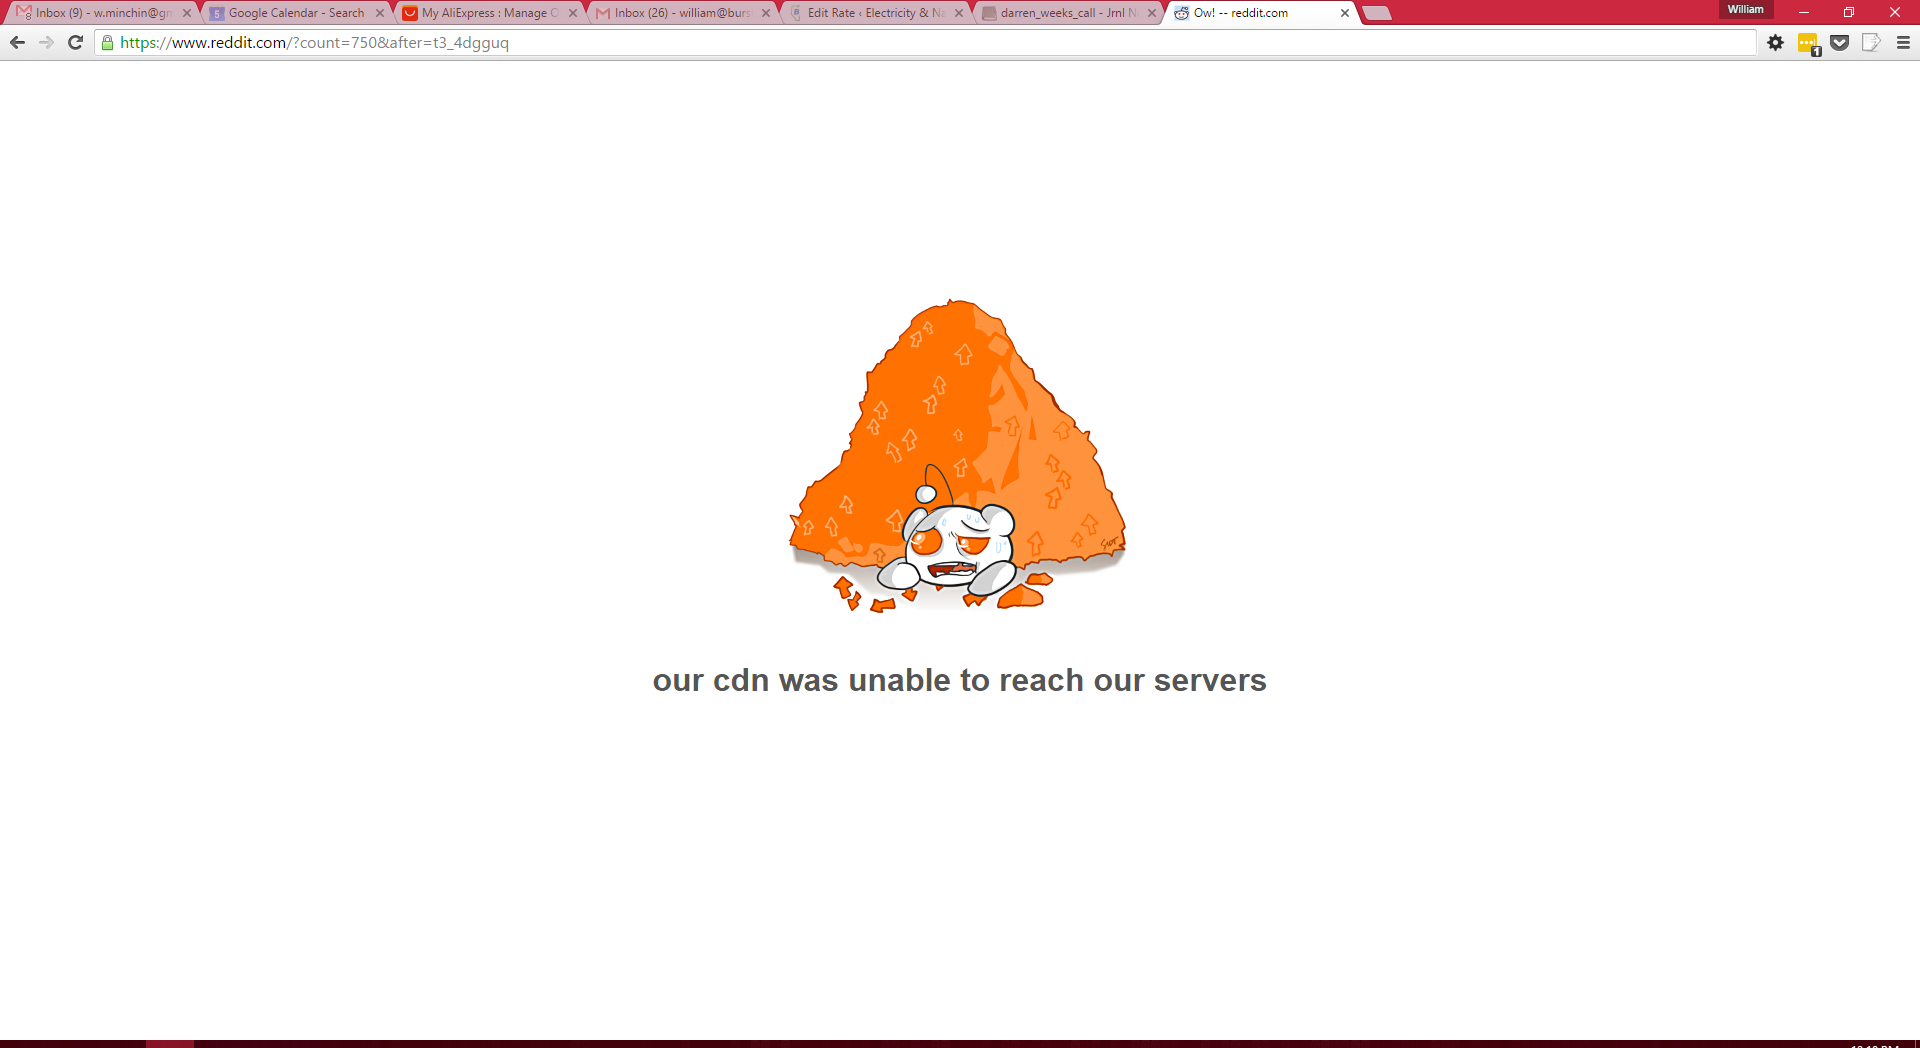 Inbox (9) - w.minchin@gm
Google Calendar - Search
My AliExpress : Manage O
Inbox (26) - william@burs
Edit Rate ‹ Electricity & Na
darren_weeks_call - Jrnl N
Ow! -- reddit.com
William
https://www.reddit.com/?count=750&after=t3_4dgguq
1
our cdn was unable to reach our servers